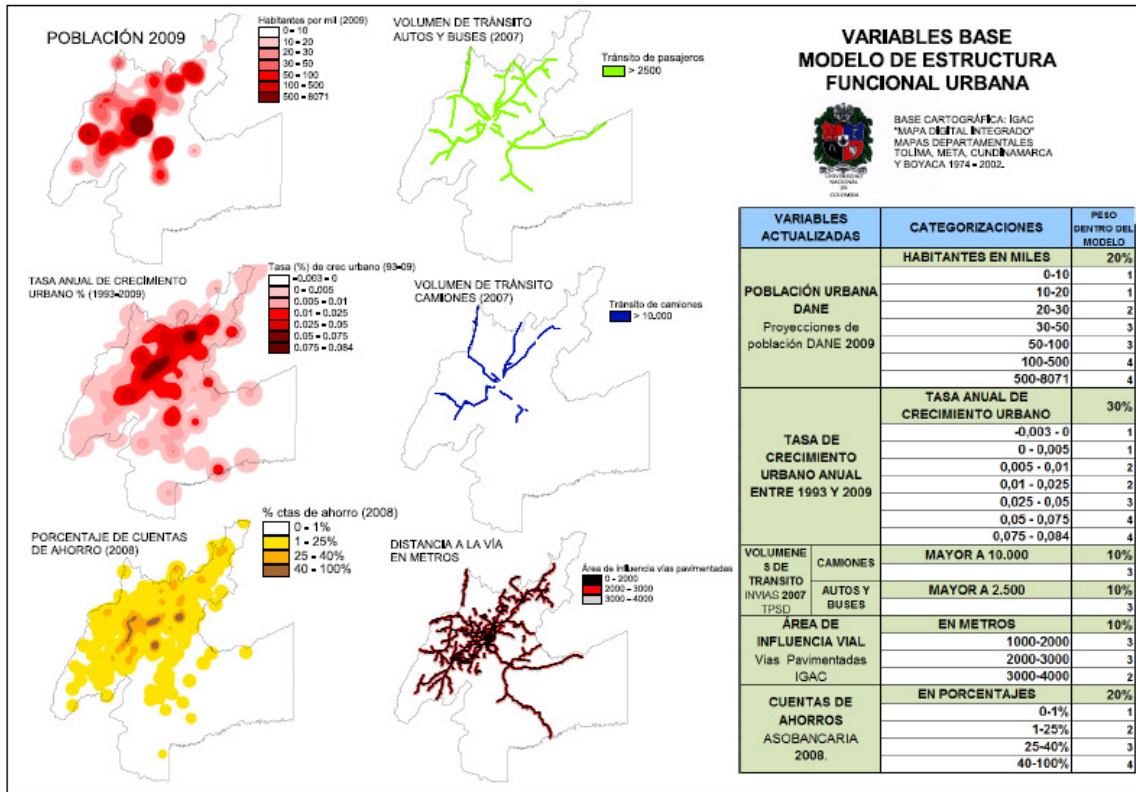 POBLACIÓN 2009
Habitantes por mil (2009)
0 - 10
10 - 20
20 - 30
30 - 50
50 - 100
100 - 500
500 - 8071
VOLUMEN DE TRÁNSITO
AUTOS Y BUSES (2007)
Tránsito de pasajeros
> 2500
TASA ANUAL DE CRECIMIENTO
URBANO % (1993-2009)
Tasa (%) de crec urbano (93-09)
-0.003 - 0
0 - 0.005
0.005 - 0.01
0.01 - 0.025
0.025 - 0.05
0.05 - 0.075
0.075 - 0.084
VOLUMEN DE TRÁNSITO
CAMIONES (2007)
Tránsito de camiones
> 10.000
PORCENTAJE DE CUENTAS
DE AHORRO (2008)
% ctas de ahorro (2008)
0 - 1%
1 - 25%
25 - 40%
40 - 100%
DISTANCIA A LA VÍA
EN METROS
Área de influencia vías pavimentadas
0 - 2000
2000 - 3000
3000 - 4000
VARIABLES BASE
MODELO DE ESTRUCTURA
FUNCIONAL URBANA
UNIVERSIDAD
NACIONAL
DE
COLOMBIA
BASE CARTOGRÁFICA: IGAC
"MAPA DIGITAL INTEGRADO"
MAPAS DEPARTAMENTALES
TOLIMA, META, CUNDINAMARCA
Y BOYACA 1974 - 2002.
VARIABLES
ACTUALIZADAS
CATEGORIZACIONES
PESO
DENTRO DEL
MODELO
POBLACIÓN URBANA
DANE
Proyecciones de
población DANE 2009
HABITANTES EN MILES 20%
0-10 1
10-20 1
20-30 2
30-50 3
50-100 3
100-500 4
500-8071 4
TASA DE
CRECIMIENTO
URBANO ANUAL
ENTRE 1993 Y 2009
TASA ANUAL DE
CRECIMIENTO URBANO 30%
-0,003 - 0 1
0 - 0,005 1
0,005 - 0,01 2
0,01 - 0,025 2
0,025 - 0,05 3
0,05 - 0,075 4
0,075 - 0,084 4
VOLUMENE
S DE
TRANSITO
INVIAS 2007
TPSD
CAMIONES
MAYOR A 10.000 10%
3
AUTOS Y
BUSES
MAYOR A 2.500 10%
3
ÁREA DE
INFLUENCIA VIAL
Vias Pavimentadas
IGAC
EN METROS 10%
1000-2000 3
2000-3000 3
3000-4000 2
CUENTAS DE
AHORROS
ASOBANCARIA
2008.
EN PORCENTAJES 20%
0-1% 1
1-25% 2
25-40% 3
40-100% 4